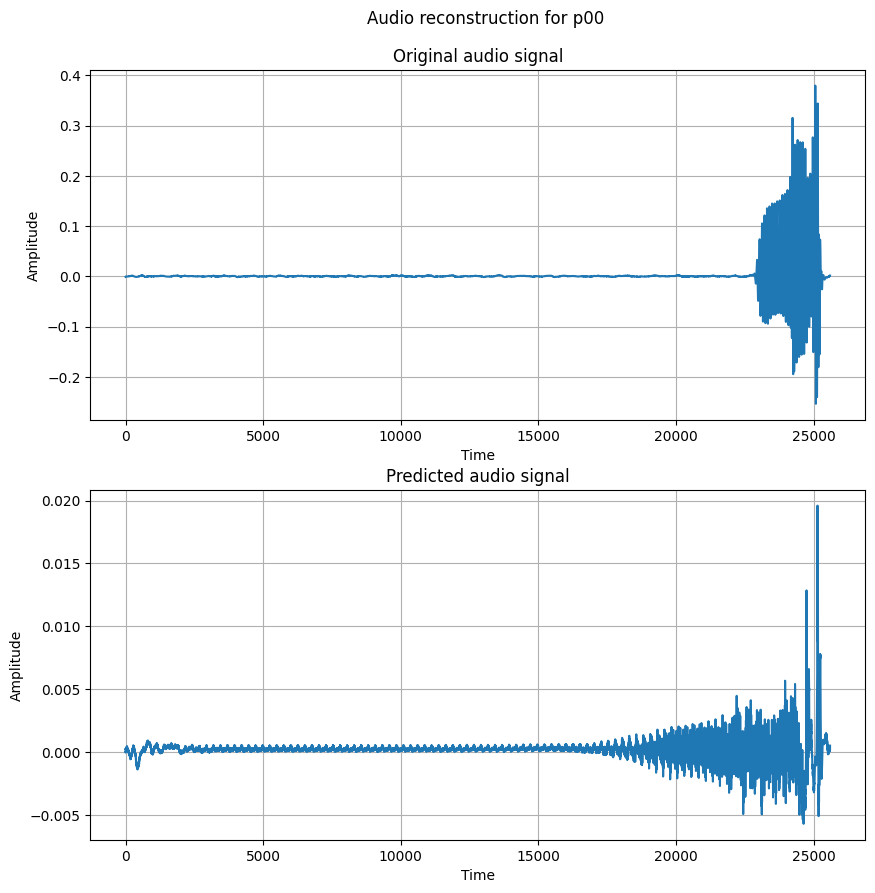 Audio reconstruction for p00
Original audio signal
0.4
0.3
0.2
0.1
0.0
−0.1
−0.2
Amplitude
0 5000 10000 15000 20000 25000
Time
Predicted audio signal
0.020
0.015
0.010
0.005
0.000
−0.005
Amplitude
0 5000 10000 15000 20000 25000
Time